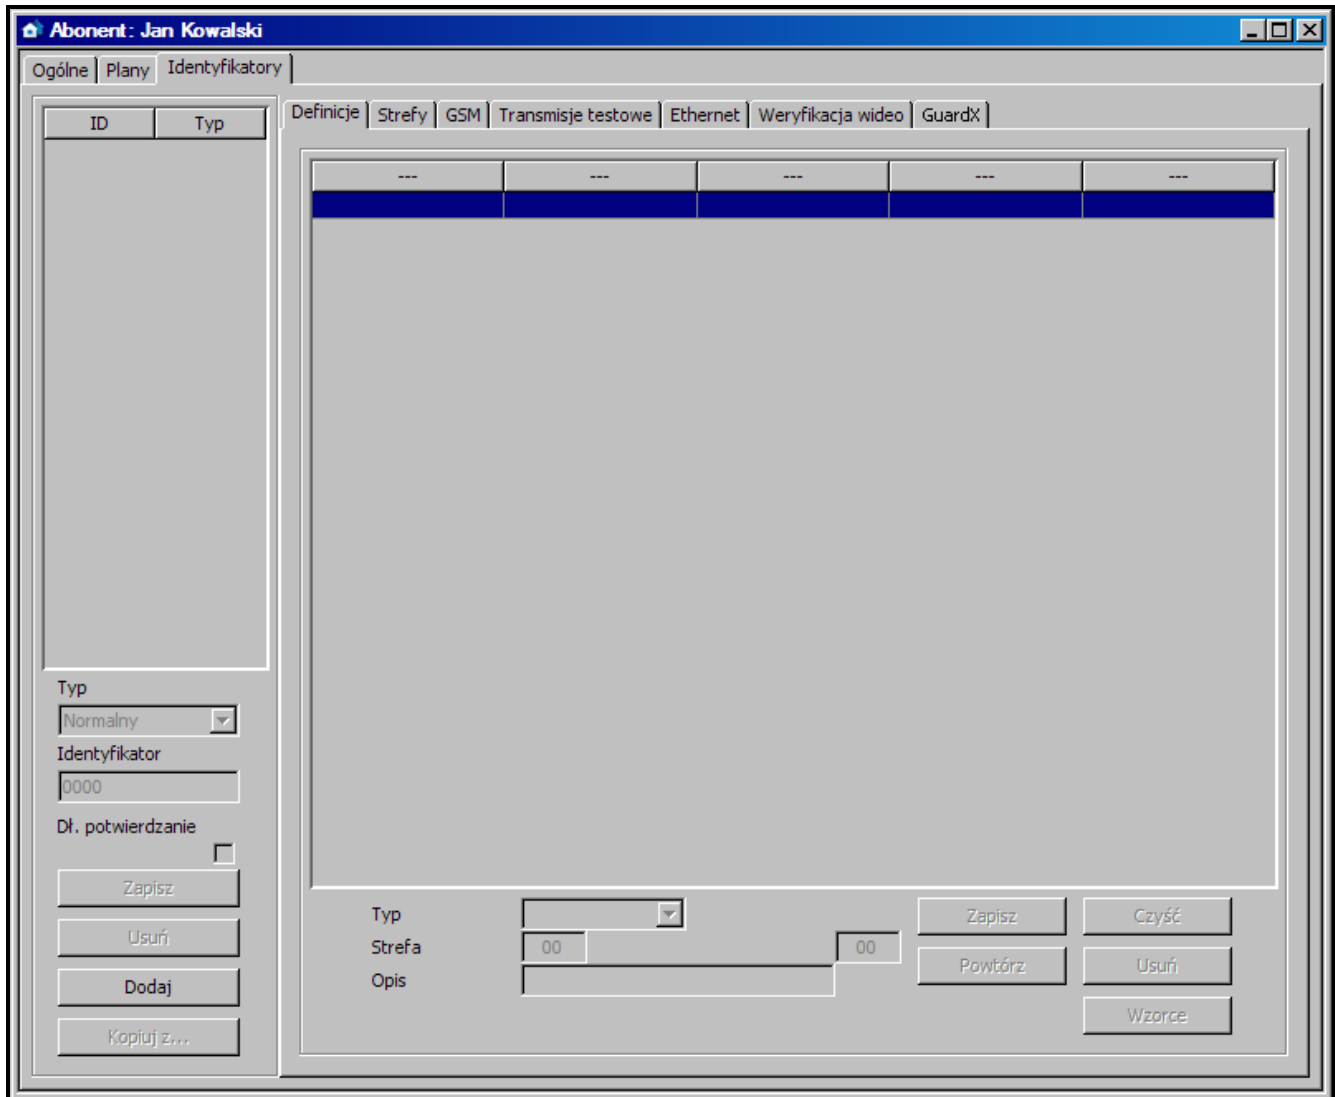 Abonent: Jan Kowalski
Ogólne Plany Identyfikatory
ID Typ
Definicje Strefy GSM Transmisje testowe Ethernet Weryfikacja wideo GuardX
--- --- --- --- ---
Typ
Normalny
Identyfikator
0000
Dł. potwierdzanie
Zapisz
Usuń
Dodaj
Kopiuj z...
Typ
Strefa 00 00
Opis
Zapisz Czyść
Powtórz Usuń
Wzorce